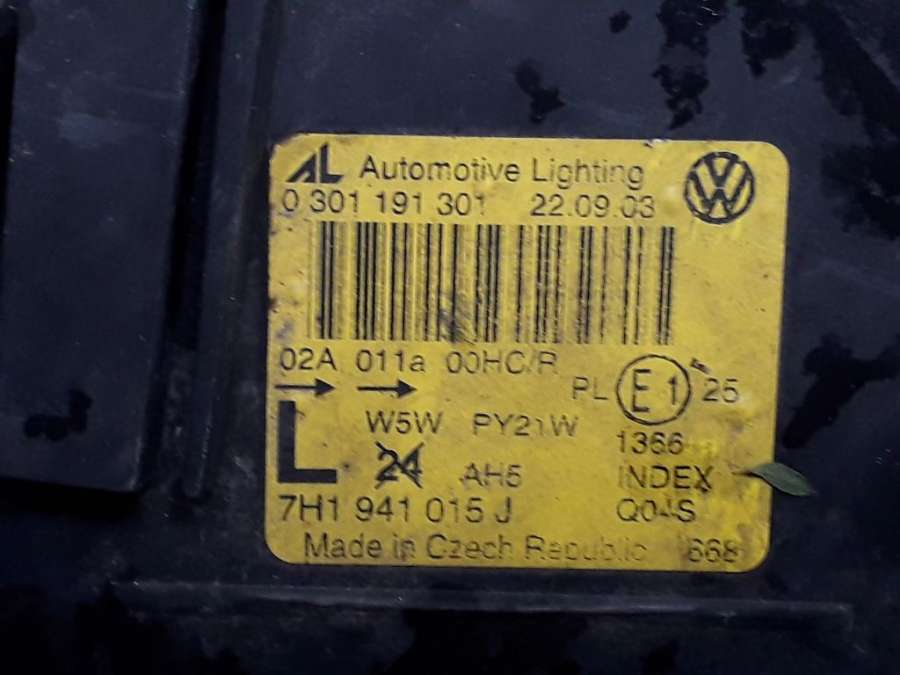 AL Automotive Lighting
0 301 191 301 22.09.03
02A 011a 00HC/R
PL E1 25
W5W PY21W
1366
L 24 AH5 INDEX
7H1 941 015 J Q04S
Made in Czech Republic 668